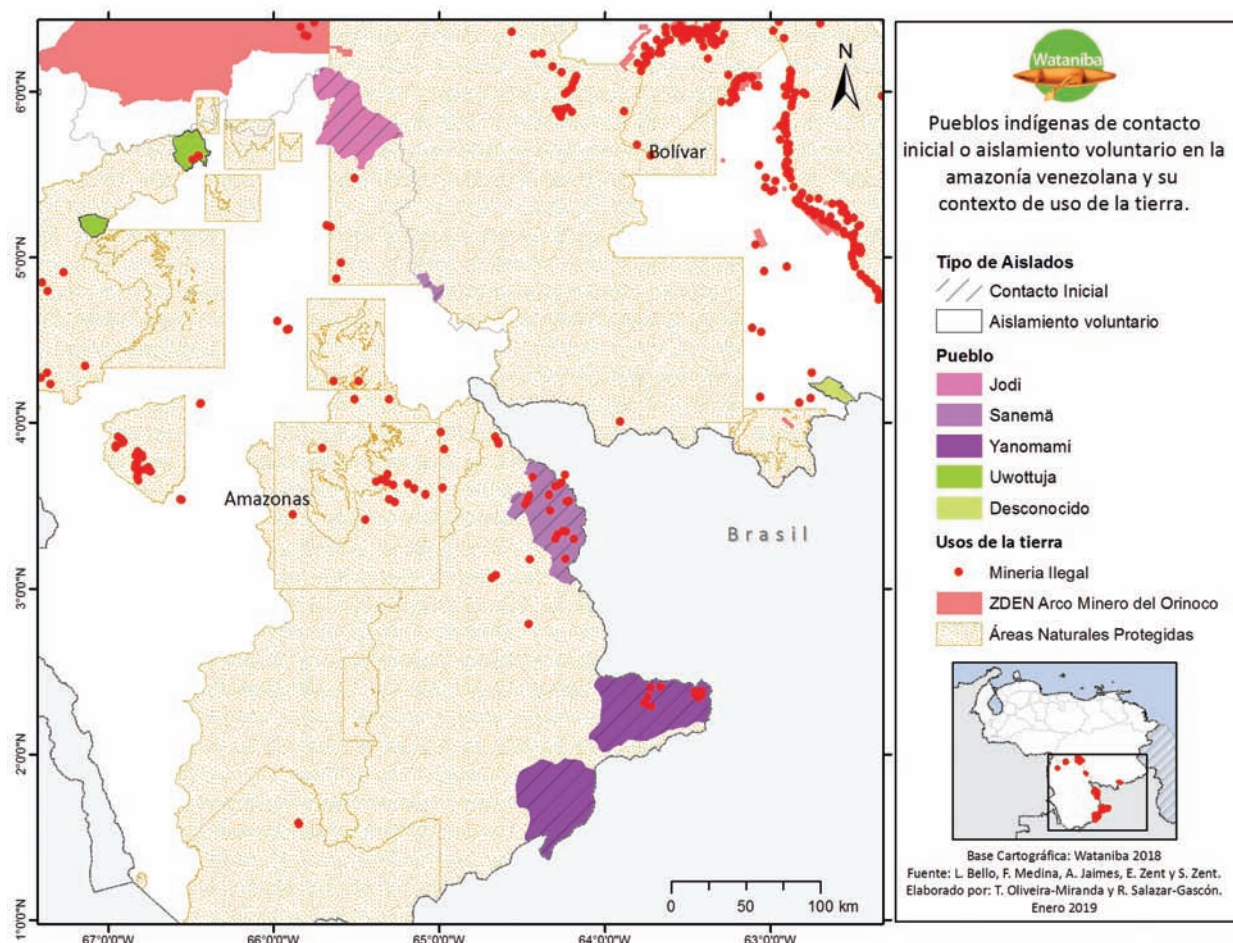 6°0'0"N
5°0'0"N
4°0'0"N
3°0'0"N
2°0'0"N
1°0'0"N
67°0'0"W
66°0'0"W
65°0'0"W
64°0'0"W
63°0'0"W
N
Bolívar
Amazonas
Brasil
0 50 100 km
Wataniba
Pueblos indígenas de contacto
inicial o aislamiento voluntario en la
amazonía venezolana y su
contexto de uso de la tierra.
Tipo de Aislados
Contacto Inicial
Aislamiento voluntario
Pueblo
Jodi
Sanemä
Yanomami
Uwottuja
Desconocido
Usos de la tierra
Mineria Ilegal
ZDEN Arco Minero del Orinoco
Áreas Naturales Protegidas
Base Cartográfica: Wataniba 2018
Fuente: L. Bello, F. Medina, A. Jaimes, E. Zent y S. Zent.
Elaborado por: T. Oliveira-Miranda y R. Salazar-Gascón.
Enero 2019